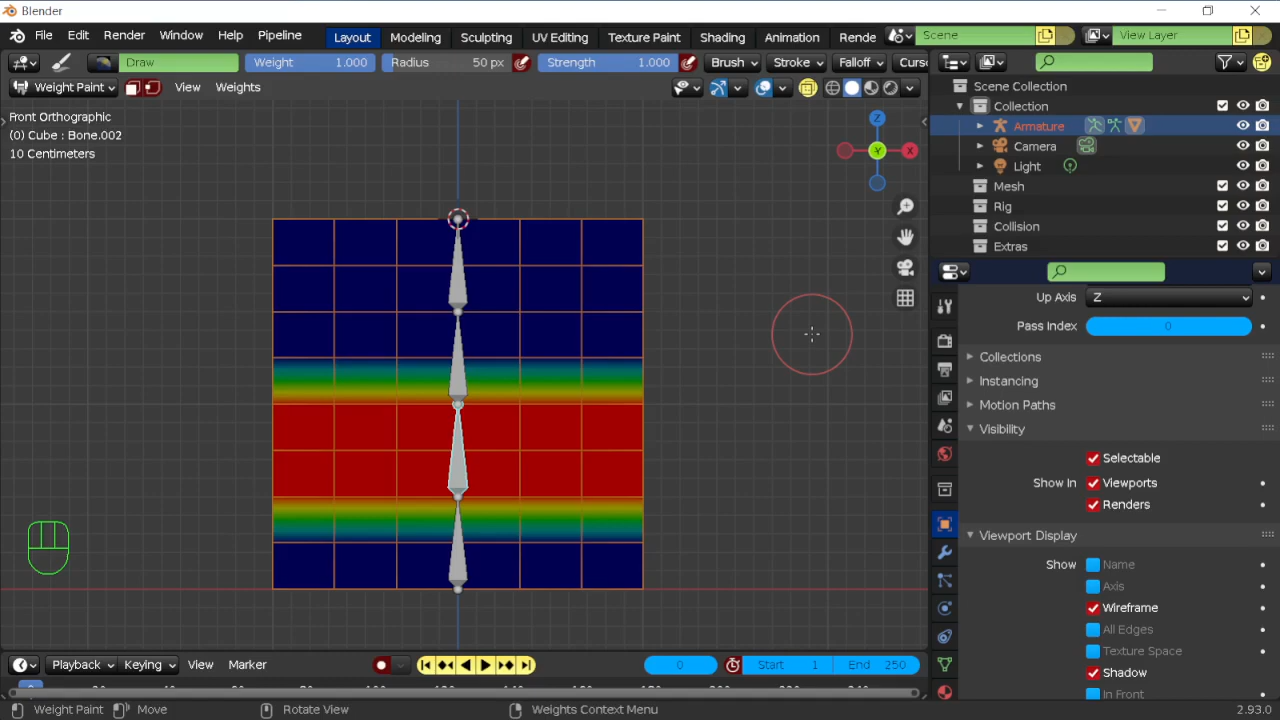 Blender
File Edit Render Window Help Pipeline
Layout Modeling Sculpting UV Editing Texture Paint Shading Animation Rende
Scene
View Layer
Draw Weight 1.000 Radius 50 px Strength 1.000 Brush Stroke Falloff Curso
Weight Paint View Weights
Front Orthographic
(0) Cube : Bone.002
10 Centimeters
Z
X
Y
Scene Collection
Collection
Armature
Camera
Light
Mesh
Rig
Collision
Extras
Up Axis Z
Pass Index 0
Collections
Instancing
Motion Paths
Visibility
Selectable
Show In Viewports
Renders
Viewport Display
Show Name
Axis
Wireframe
All Edges
Texture Space
Shadow
In Front
Playback Keying View Marker 0 Start 1 End 250
Weight Paint Move Rotate View Weights Context Menu 2.93.0